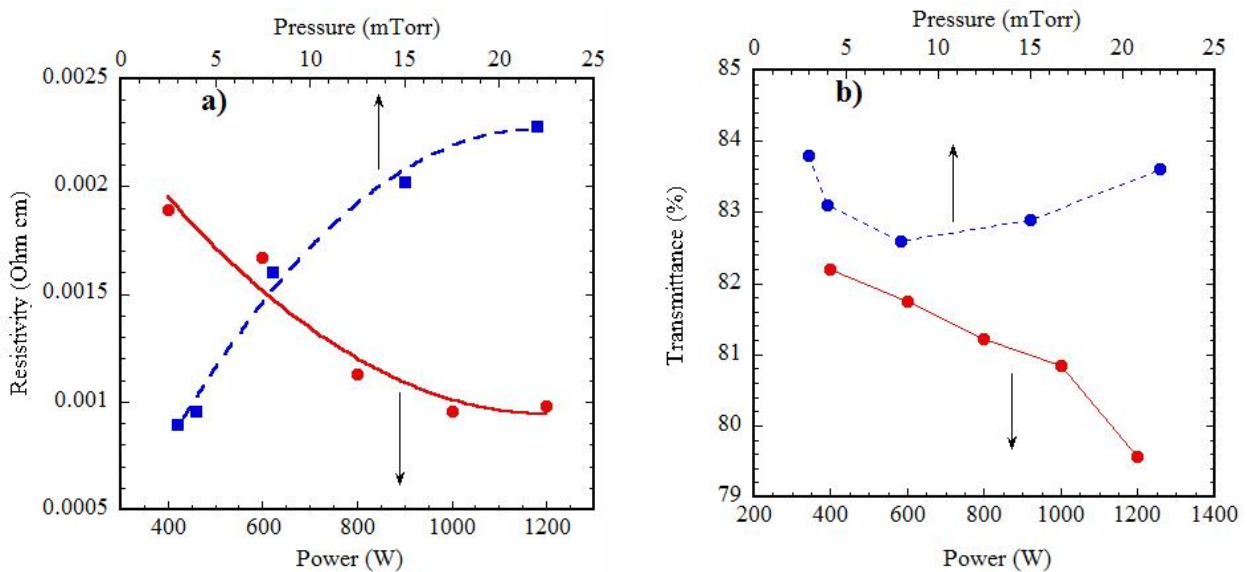 Pressure (mTorr)
0 5 10 15 20 25
a)
0.0025
0.002
0.0015
0.001
0.0005
Resistivity (Ohm cm)
400 600 800 1000 1200
Power (W)
Pressure (mTorr)
0 5 10 15 20 25
b)
85
84
83
82
81
80
79
Transmittance (%)
200 400 600 800 1000 1200 1400
Power (W)